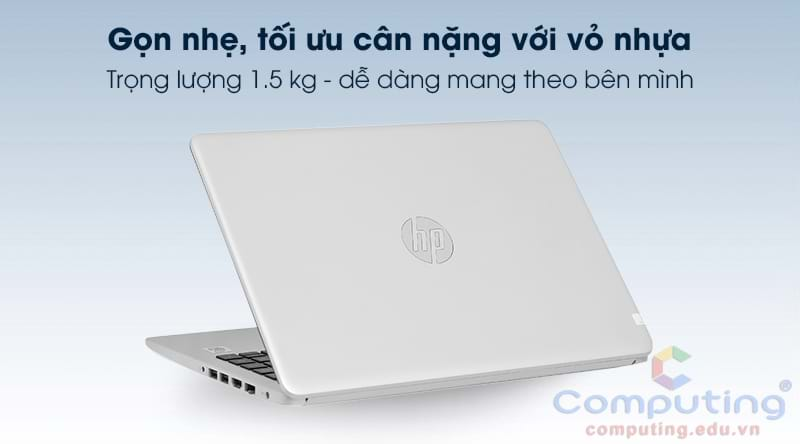 Gọn nhẹ, tối ưu cân nặng với vỏ nhựa
Trọng lượng 1.5 kg - dễ dàng mang theo bên mình
hp
Computing®
computing.edu.vn